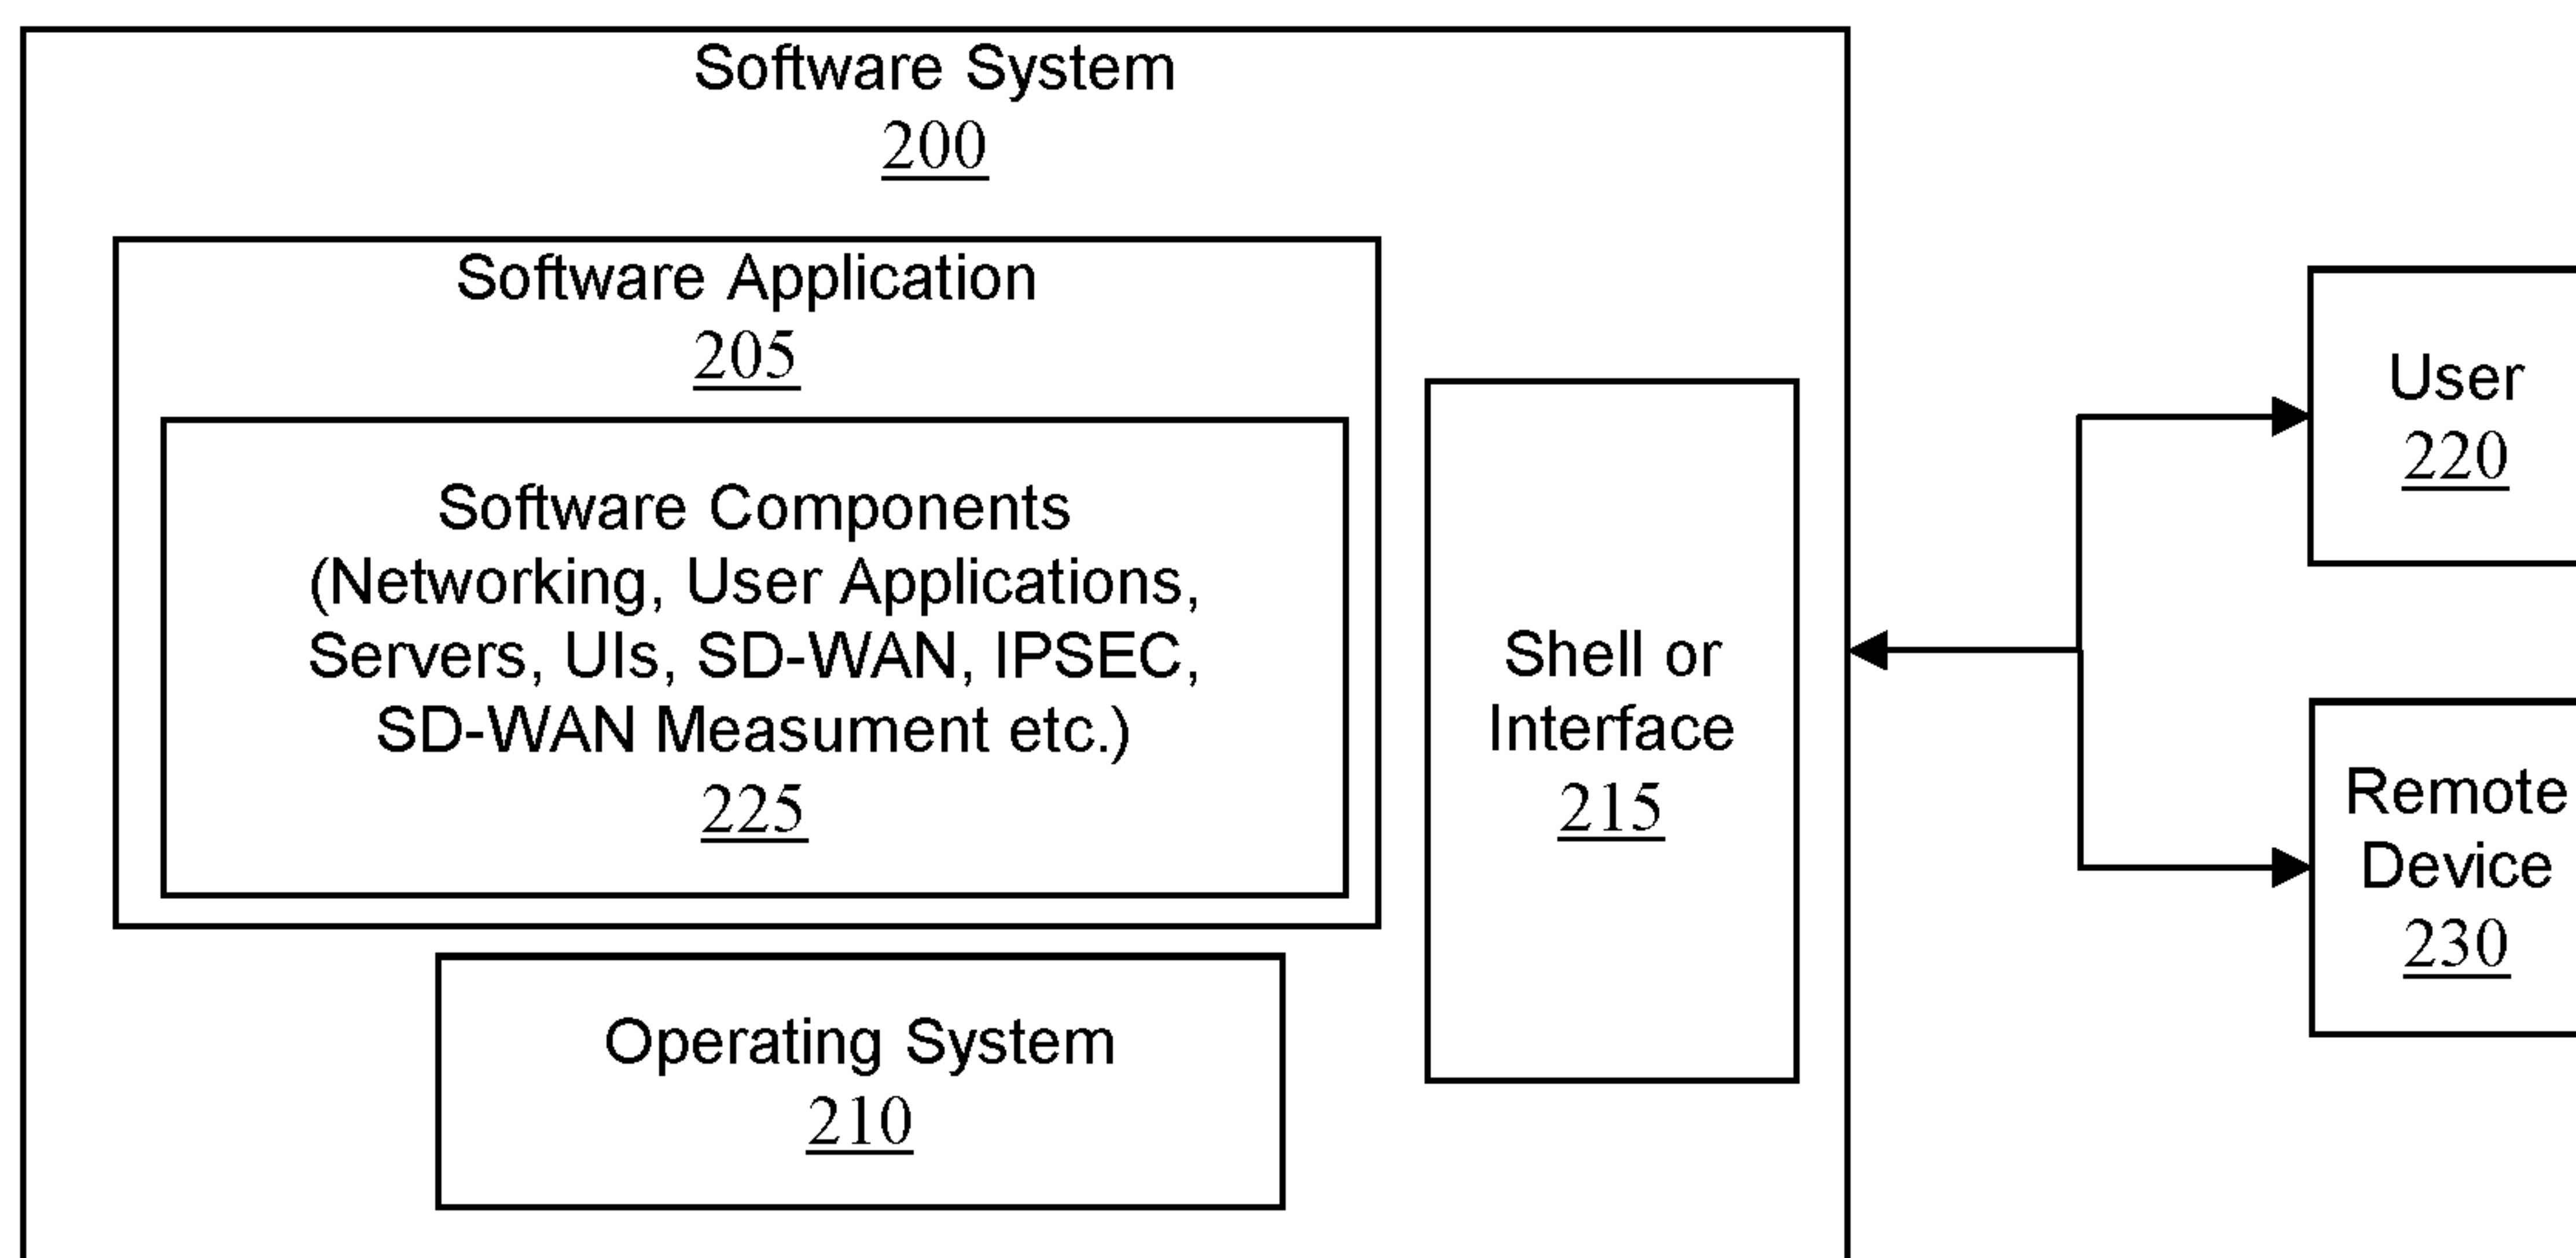 Software System
200
Software Application
205
Software Components
(Networking, User Applications,
Servers, UIs, SD-WAN, IPSEC,
SD-WAN Measument etc.)
225
Operating System
210
Shell or
Interface
215
User
220
Remote
Device
230